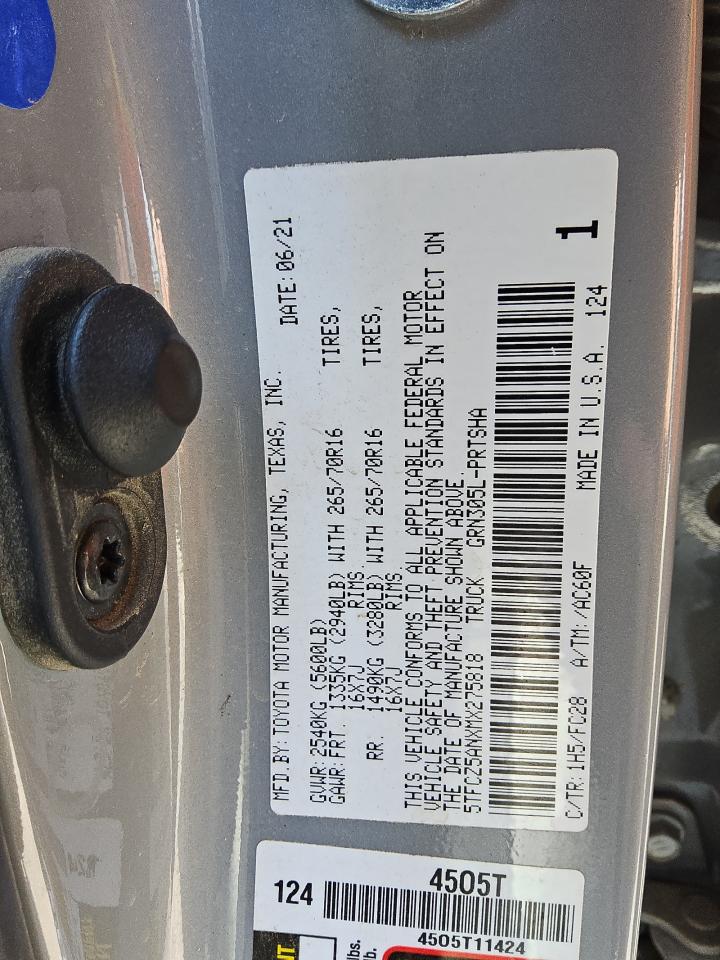 MFD.BY: TOYOTA MOTOR MANUFACTURING, TEXAS, INC. DATE: 06/21
GVWR: 2540KG (5600LB)
GAWR: FRT. 1335KG (2940LB) WITH 265/70R16 TIRES,
16X7J RIMS
RR. 1490KG (3280LB) WITH 265/70R16 TIRES,
16X7J RIMS
THIS VEHICLE CONFORMS TO ALL APPLICABLE FEDERAL MOTOR
VEHICLE SAFETY AND THEFT PREVENTION STANDARDS IN EFFECT ON
THE DATE OF MANUFACTURE SHOWN ABOVE.
5TFCZ5ANXMX275818 TRUCK GRN305L-PRTSHA
1
C/TR: 1H5/FC28 A/TM: /AC60F MADE IN U.S.A. 124
4505T
124
4505T11424
lbs.